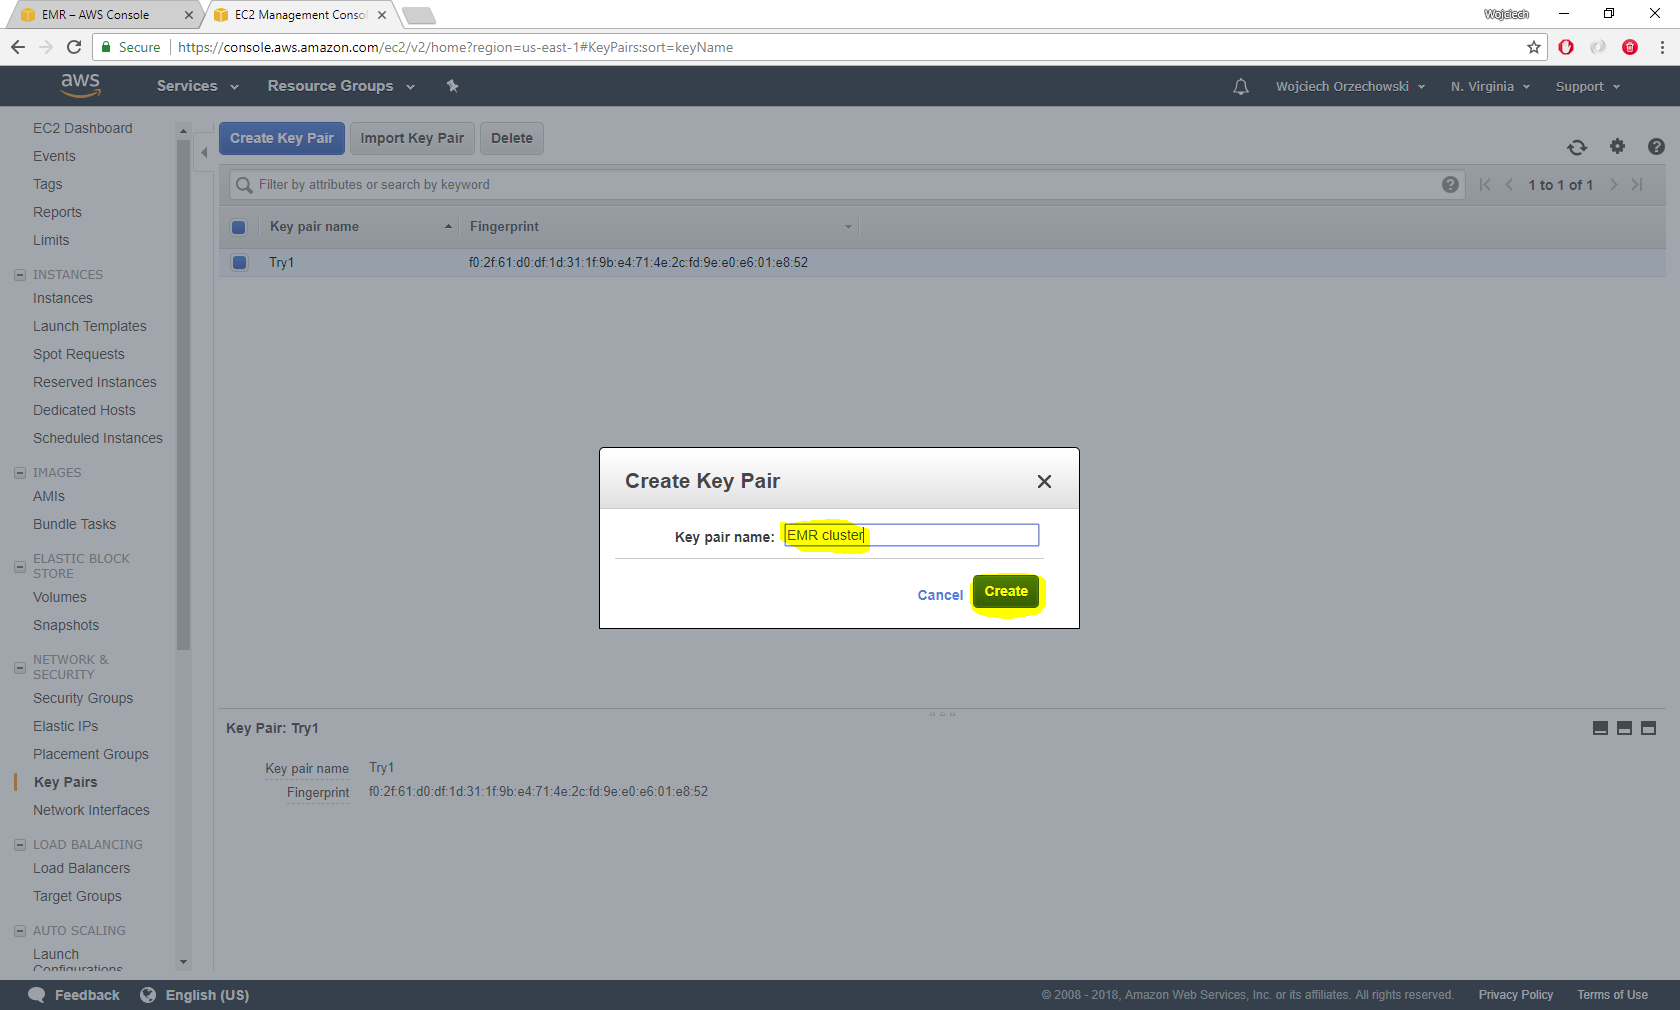 EMR – AWS Console
EC2 Management Consol
Wojciech
Secure
https://console.aws.amazon.com/ec2/v2/home?region=us-east-1#KeyPairs:sort=keyName
aws
Services
Resource Groups
Wojciech Orzechowski
N. Virginia
Support
EC2 Dashboard
Events
Tags
Reports
Limits
INSTANCES
Instances
Launch Templates
Spot Requests
Reserved Instances
Dedicated Hosts
Scheduled Instances
IMAGES
AMIs
Bundle Tasks
ELASTIC BLOCK
STORE
Volumes
Snapshots
NETWORK &
SECURITY
Security Groups
Elastic IPs
Placement Groups
Key Pairs
Network Interfaces
LOAD BALANCING
Load Balancers
Target Groups
AUTO SCALING
Launch
Configurations
Create Key Pair
Import Key Pair
Delete
Filter by attributes or search by keyword
1 to 1 of 1
Key pair name
Fingerprint
Try1
f0:2f:61:d0:df:1d:31:1f:9b:e4:71:4e:2c:fd:9e:e0:e6:01:e8:52
Create Key Pair
Key pair name:
EMR cluster
Cancel
Create
Key Pair: Try1
Key pair name
Try1
Fingerprint
f0:2f:61:d0:df:1d:31:1f:9b:e4:71:4e:2c:fd:9e:e0:e6:01:e8:52
Feedback
English (US)
© 2008 - 2018, Amazon Web Services, Inc. or its affiliates. All rights reserved.
Privacy Policy
Terms of Use